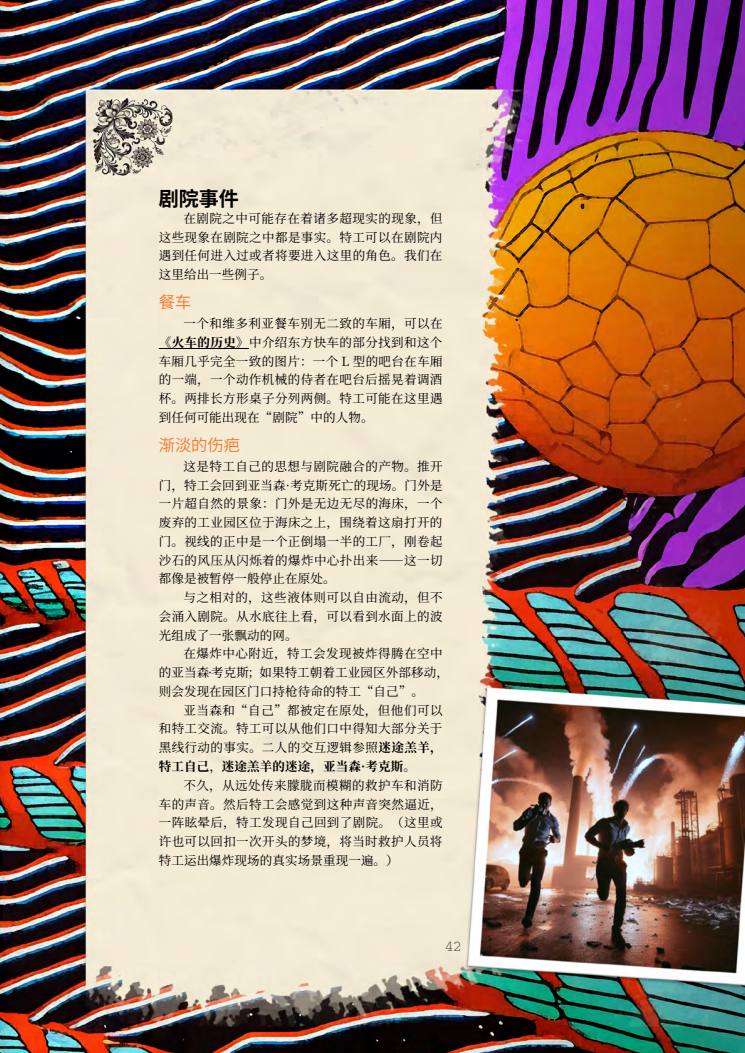 剧院事件
在剧院之中可能存在着诸多超现实的现象，但
这些现象在剧院之中都是事实。特工可以在剧院内
遇到任何进入过或者将要进入这里的角色。我们在
这里给出一些例子。
餐车
一个和维多利亚餐车别无二致的车厢，可以在
《火车的历史》中介绍东方快车的部分找到和这个
车厢几乎完全一致的图片：一个 L 型的吧台在车厢
的一端，一个动作机械的侍者在吧台后摇晃着调酒
杯。两排长方形桌子分列两侧。特工可能在这里遇
到任何可能出现在“剧院”中的人物。
渐淡的伤疤
这是特工自己的思想与剧院融合的产物。推开
门，特工会回到亚当森·考克斯死亡的现场。门外是
一片超自然的景象：门外是无边无尽的海床，一个
废弃的工业园区位于海床之上，围绕着这扇打开的
门。视线的正中是一个正倒塌一半的工厂，刚卷起
沙石的风压从闪烁着的爆炸中心扑出来——这一切
都像是被暂停一般停止在原处。
与之相对的，这些液体则可以自由流动，但不
会涌入剧院。从水底往上看，可以看到水面上的波
光组成了一张飘动的网。
在爆炸中心附近，特工会发现被炸得腾在空中
的亚当森·考克斯；如果特工朝着工业园区外部移动，
则会发现在园区门口持枪待命的特工“自己”。
亚当森和“自己”都被定在原处，但他们可以
和特工交流。特工可以从他们口中得知大部分关于
黑线行动的事实。二人的交互逻辑参照迷途羔羊，
特工自己，迷途羔羊的迷途，亚当森·考克斯。
不久，从远处传来朦胧而模糊的救护车和消防
车的声音。然后特工会感觉到这种声音突然逼近，
一阵眩晕后，特工发现自己回到了剧院。（这里或
许也可以回扣一次开头的梦境，将当时救护人员将
特工运出爆炸现场的真实场景重现一遍。）
42